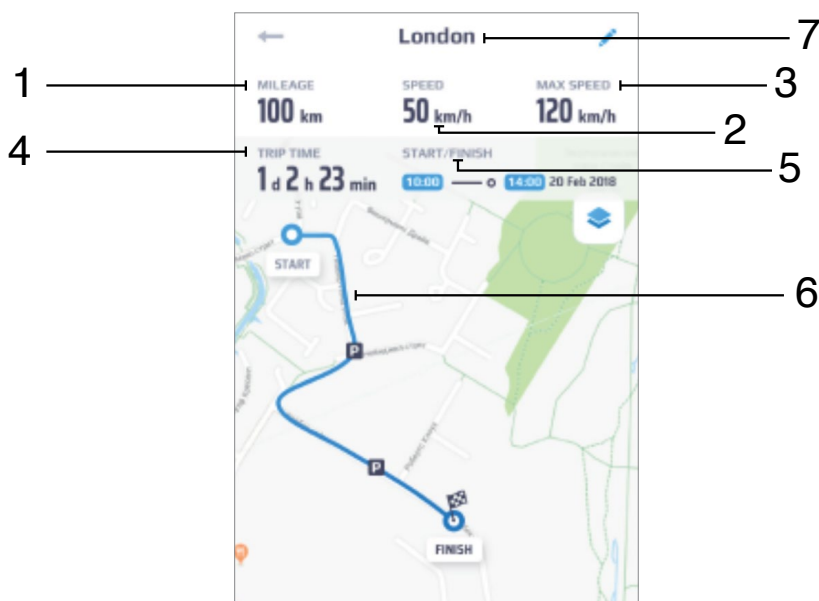 London
7
1
MILEAGE
SPEED
MAX SPEED
3
100 km
50 km/h
120 km/h
2
4
TRIP TIME
START/FINISH
5
1 d 2 h 23 min
10:00
14:00 20 Feb 2018
START
6
P
P
FINISH